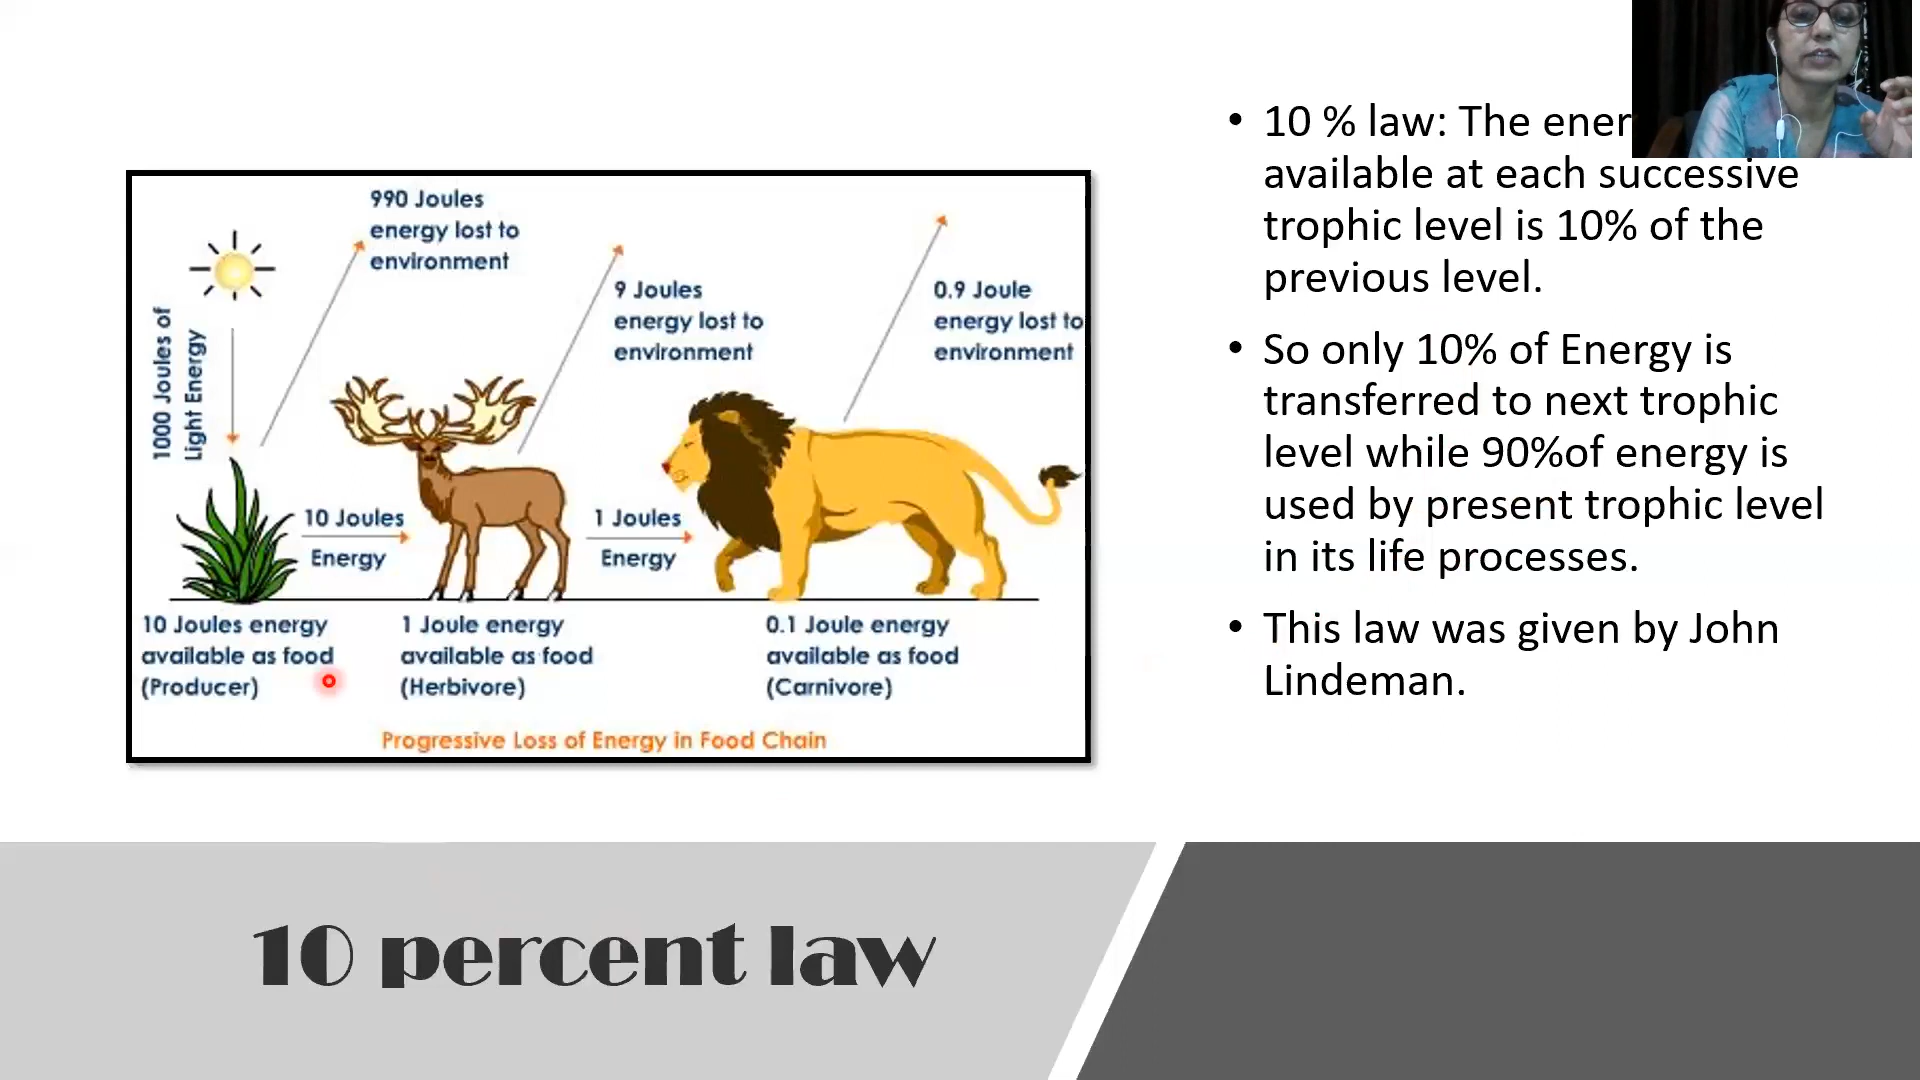 990 Joules
energy lost to
environment
1000 Joules of
Light Energy
9 Joules
energy lost to
environment
0.9 Joule
energy lost to
environment
10 Joules
Energy
1 Joules
Energy
10 Joules energy
available as food
(Producer)
1 Joule energy
available as food
(Herbivore)
0.1 Joule energy
available as food
(Carnivore)
Progressive Loss of Energy in Food Chain
• 10 % law: The
available at each successive
trophic level is 10% of the
previous level.
• So only 10% of Energy is
transferred to next trophic
level while 90%of energy is
used by present trophic level
in its life processes.
• This law was given by John
Lindeman.
10 percent law